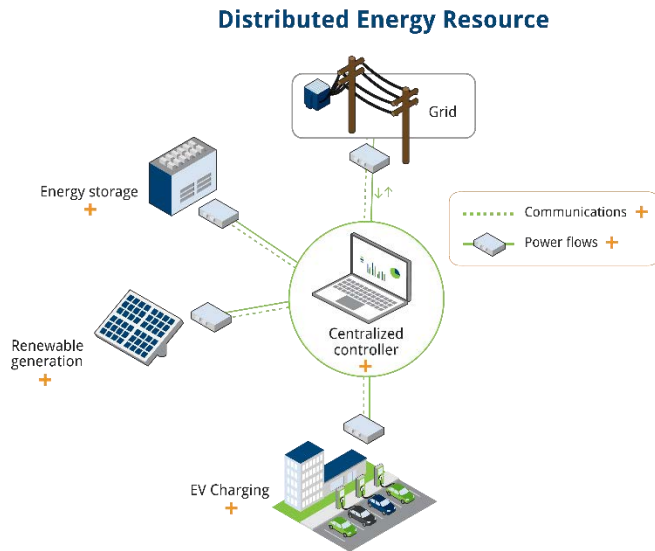 Distributed Energy Resource
Grid
Energy storage
+
Communications +
Power flows +
Renewable
generation
+
Centralized
controller
+
EV Charging
+